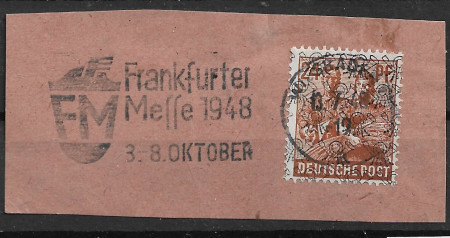 FM
Frankfurter
Messe 1948
3.-8. OKTOBER
DEUTSCHE POST